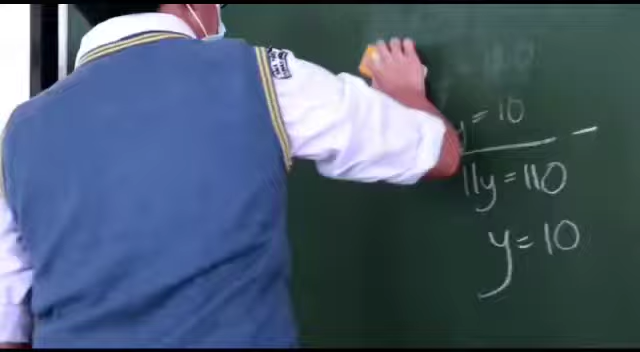 y = 10
11y = 110
y = 10